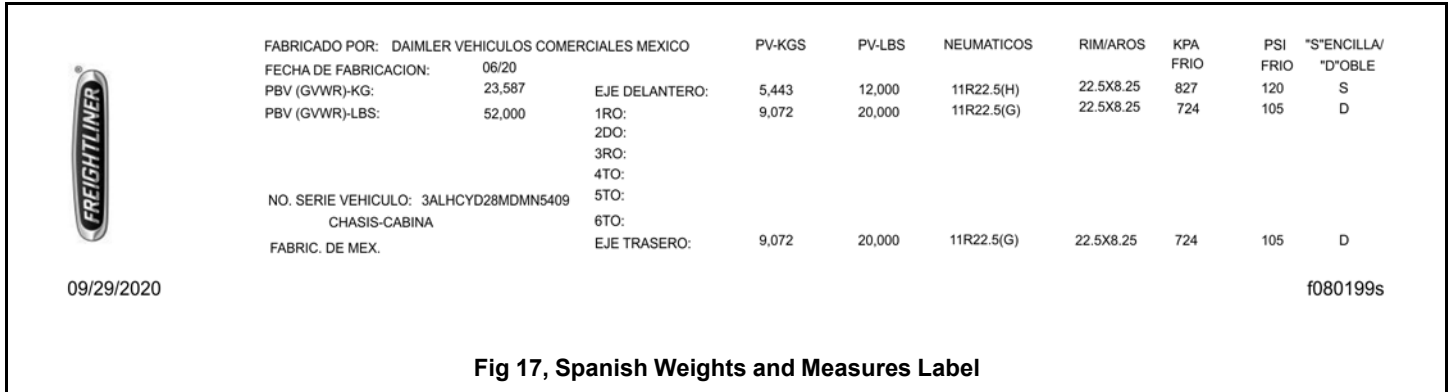 FABRICADO POR: DAIMLER VEHICULOS COMERCIALES MEXICO PV-KGS PV-LBS NEUMATICOS RIM/AROS KPA FRIO PSI FRIO "S"ENCILLA/ "D"OBLE
FECHA DE FABRICACION: 06/20
PBV (GVWR)-KG: 23,587 EJE DELANTERO: 5,443 12,000 11R22.5(H) 22.5X8.25 827 120 S
PBV (GVWR)-LBS: 52,000 1RO: 9,072 20,000 11R22.5(G) 22.5X8.25 724 105 D
2DO:
3RO:
4TO:
NO. SERIE VEHICULO: 3ALHCYD28MDMN5409 5TO:
CHASIS-CABINA 6TO:
FABRIC. DE MEX. EJE TRASERO: 9,072 20,000 11R22.5(G) 22.5X8.25 724 105 D
FREIGHTLINER
09/29/2020 f080199s
Fig 17, Spanish Weights and Measures Label